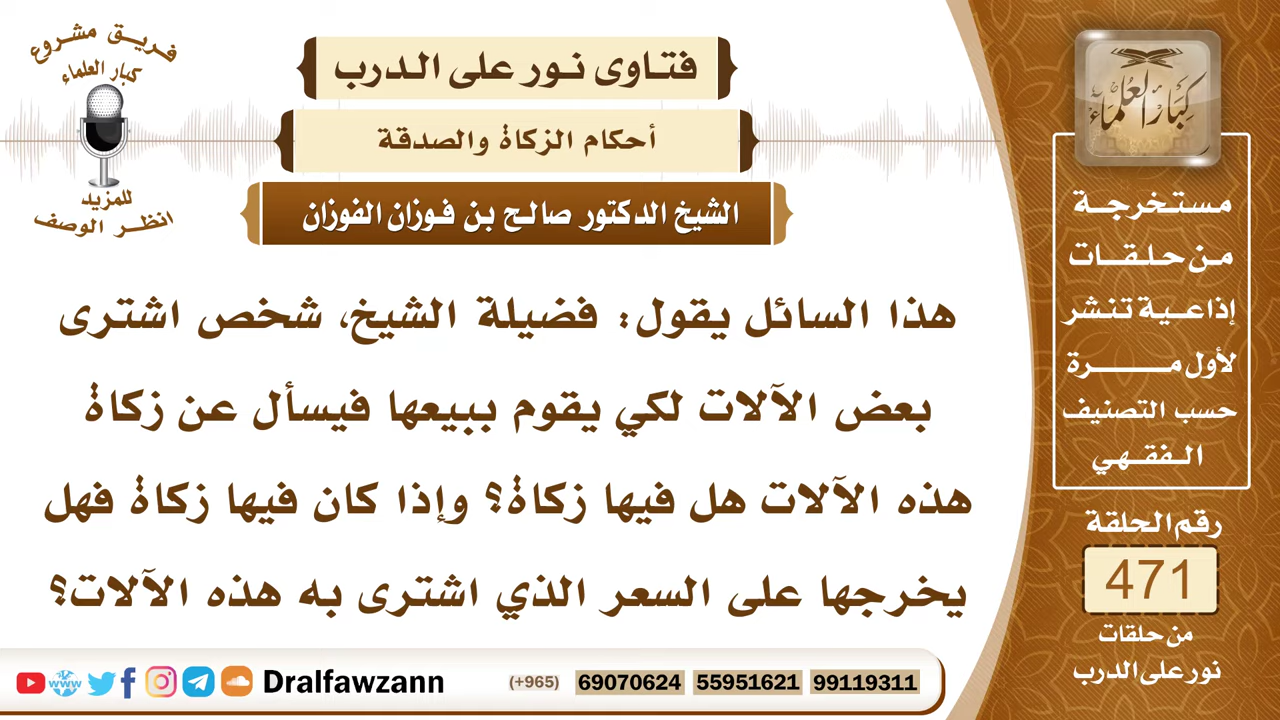 فريق مشروع
كبار العلماء
للمزيد
انظر الوصف
فتاوى نور على الدرب
أحكام الزكاة والصدقة
الشيخ الدكتور صالح بن فوزان الفوزان
هذا السائل يقول: فضيلة الشيخ، شخص اشترى
بعض الآلات لكي يقوم ببيعها فيسأل عن زكاة
هذه الآلات هل فيها زكاة؟ وإذا كان فيها زكاة فهل
يخرجها على السعر الذي اشترى به هذه الآلات؟
كبار العلماء
مستخرجة
من حلقات
إذاعية تنشر
لأول مرة
حسب التصنيف
الفقهي
رقم الحلقة
471
من حلقات
نور على الدرب
www Dralfawzann (+965) 69070624 55951621 99119311